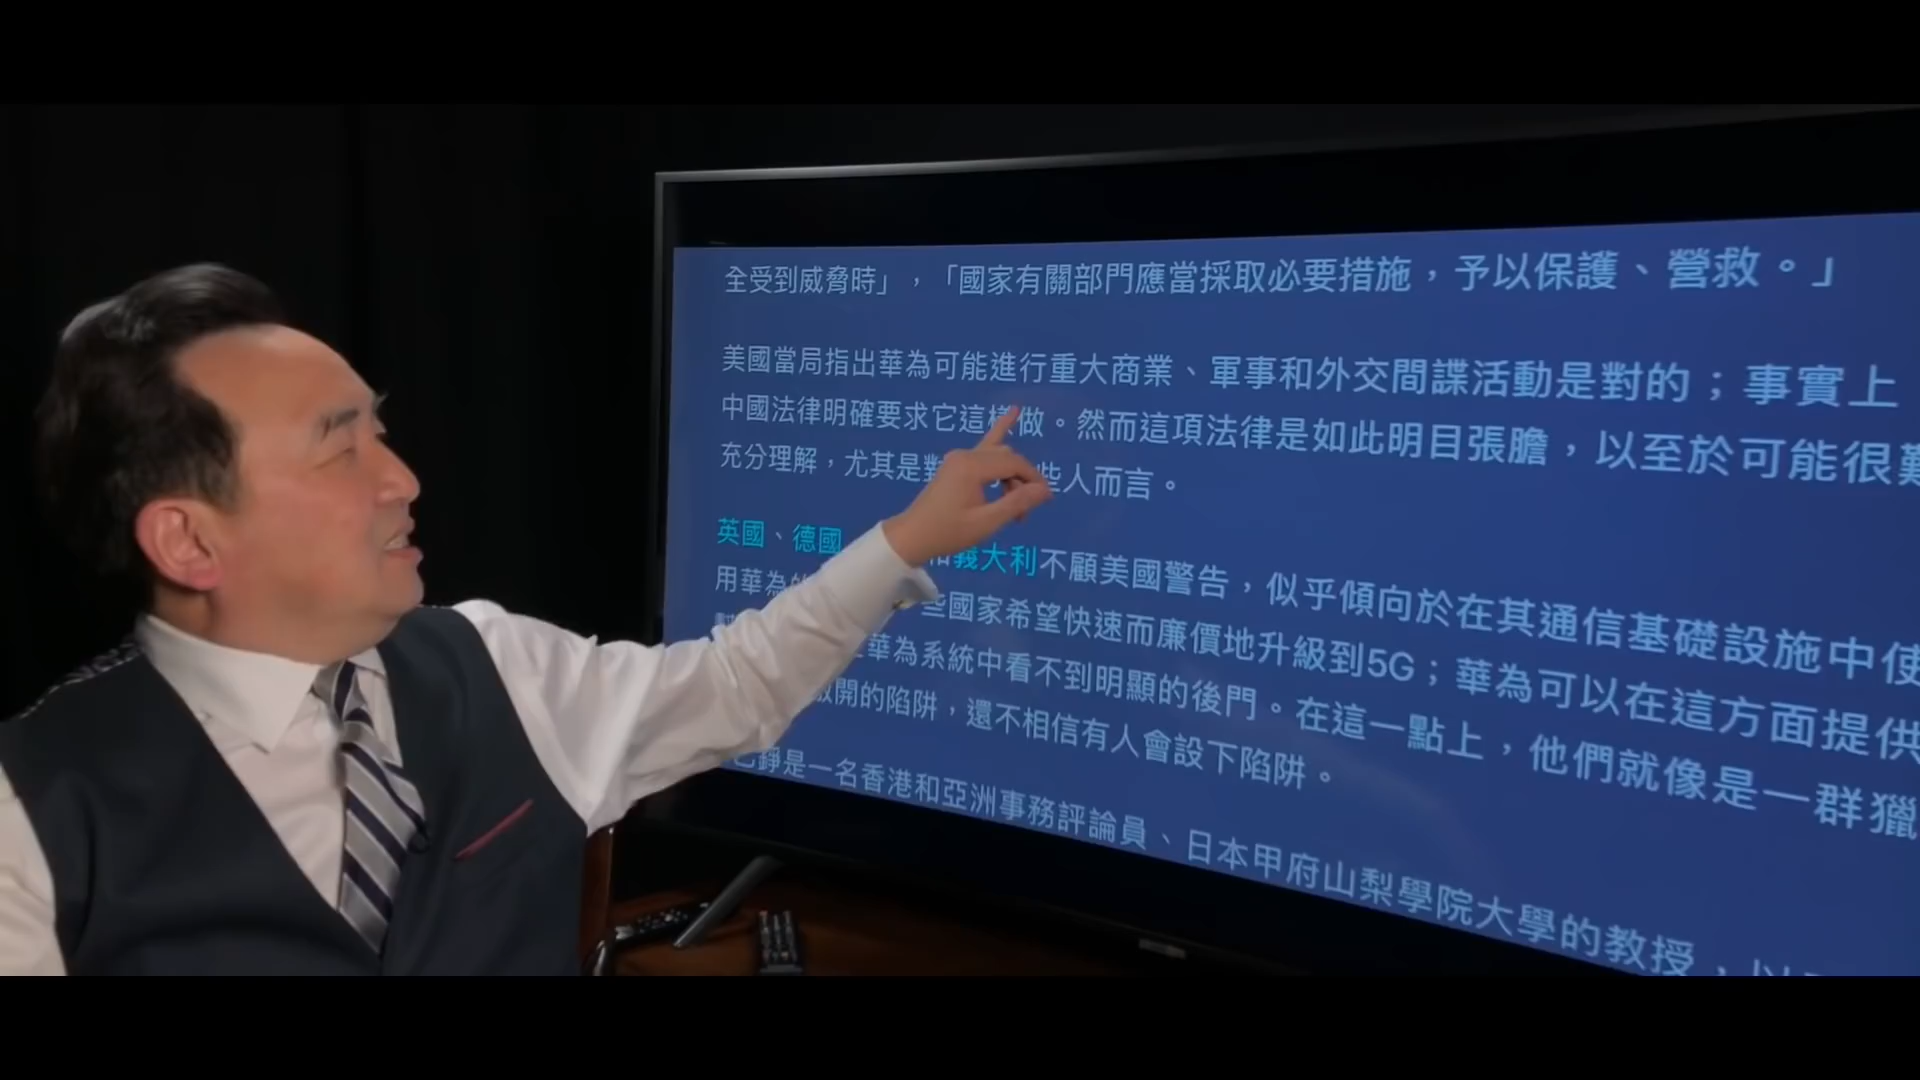 全受到威脅時」，「國家有關部門應當採取必要措施，予以保護、營救。」
美國當局指出華為可能進行重大商業、軍事和外交間諜活動是對的；事實上
中國法律明確要求它這樣做。然而這項法律是如此明目張膽，以至於可能很難
充分理解，尤其是對 些人而言。
英國、德國 和義大利不顧美國警告，似乎傾向於在其通信基礎設施中使
用華為的 些國家希望快速而廉價地升級到5G；華為可以在這方面提供
華為系統中看不到明顯的後門。在這一點上，他們就像是一群獵
敞開的陷阱，還不相信有人會設下陷阱。
錚是一名香港和亞洲事務評論員、日本甲府山梨學院大學的教授，以